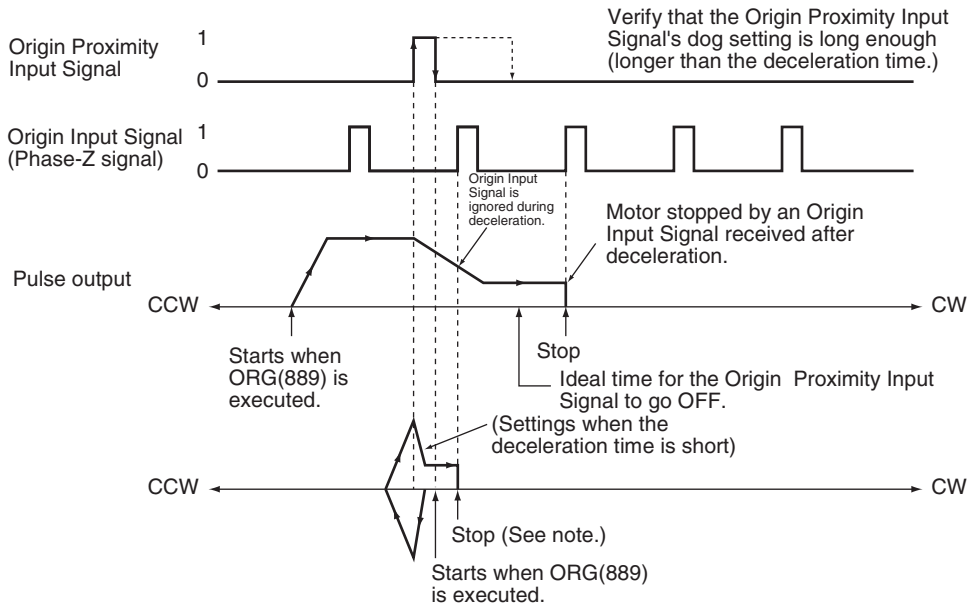 Verify that the Origin Proximity Input
Signal's dog setting is long enough
(longer than the deceleration time.)
Origin Proximity
Input Signal
1
0
Origin Input Signal
(Phase-Z signal)
1
0
Origin Input
Signal is
ignored during
deceleration.
Motor stopped by an Origin
Input Signal received after
deceleration.
Pulse output
CCW
CW
Starts when
ORG(889) is
executed.
Stop
Ideal time for the Origin Proximity Input
Signal to go OFF.
(Settings when the
deceleration time is short)
CCW
CW
Stop (See note.)
Starts when ORG(889)
is executed.